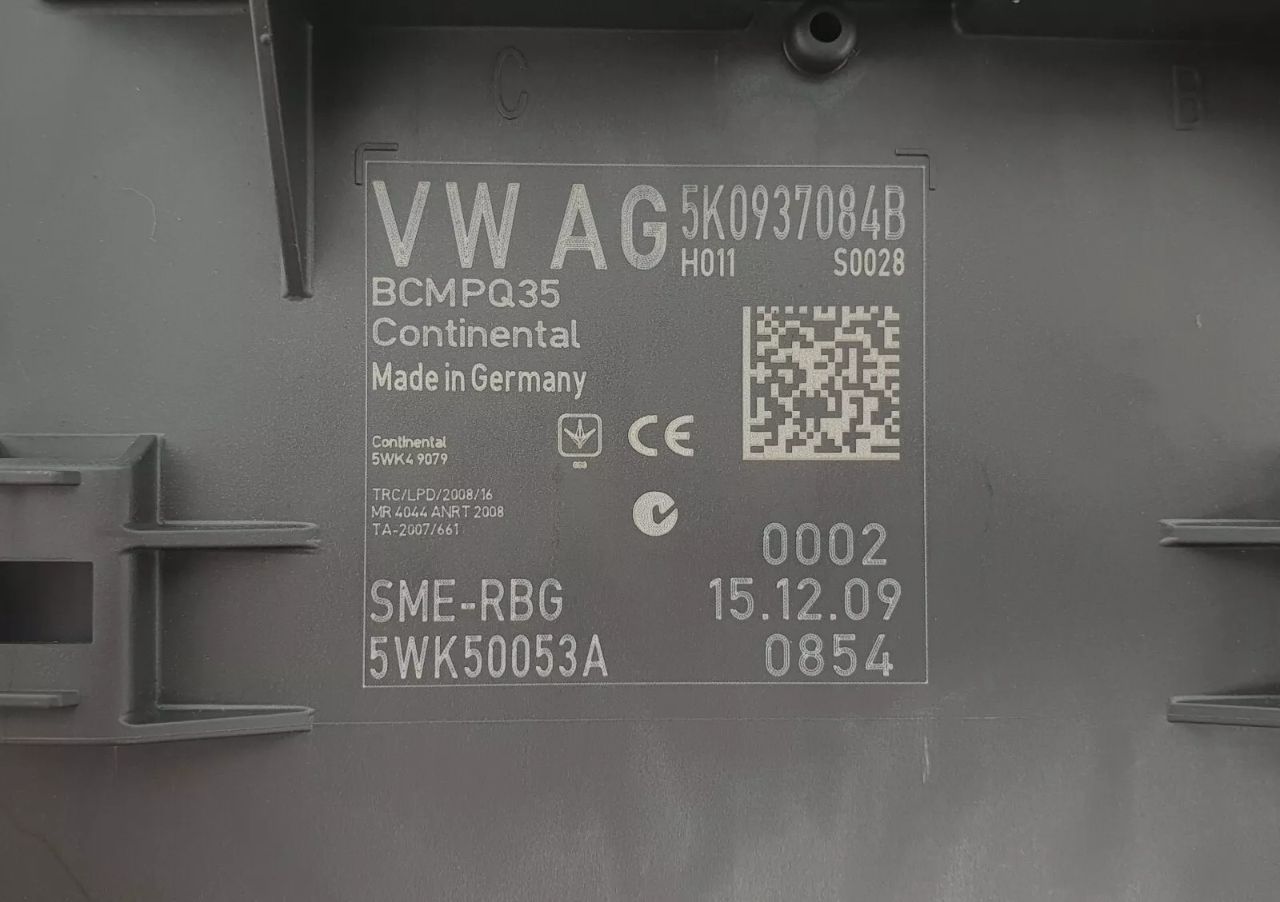 C
B
VW AG 5K0937084B
H011 S0028
BCMPQ35
Continental
Made in Germany
CE
Continental
5WK4 9079
TRC/LPD/2008/16
MR 4044 ANRT 2008
TA-2007/661
0002
SME-RBG 15.12.09
5WK50053A 0854